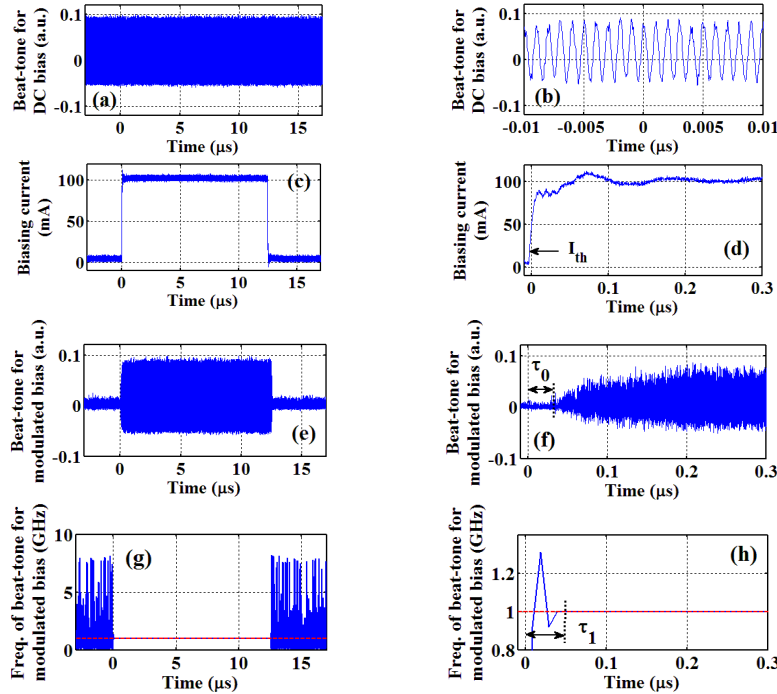 Beat-tone for
DC bias (a.u.)
0.1
0
-0.1
(a)
0 5 10 15
Time (μs)
Beat-tone for
DC bias (a.u.)
0.1
0
-0.1
(b)
-0.01 -0.005 0 0.005 0.01
Time (μs)
Biasing current
(mA)
100
50
0
(c)
0 5 10 15
Time (μs)
Biasing current
(mA)
100
50
0
I_th
(d)
0 0.1 0.2 0.3
Time (μs)
Beat-tone for
modulated bias (a.u.)
0.1
0
-0.1
(e)
0 5 10 15
Time (μs)
Beat-tone for
modulated bias (a.u.)
0.1
0
-0.1
τ_0
(f)
0 0.1 0.2 0.3
Time (μs)
Freq. of beat-tone for
modulated bias (GHz)
10
5
0
(g)
0 5 10 15
Time (μs)
Freq. of beat-tone for
modulated bias (GHz)
1.2
1
0.8
(h)
τ_1
0 0.1 0.2 0.3
Time (μs)